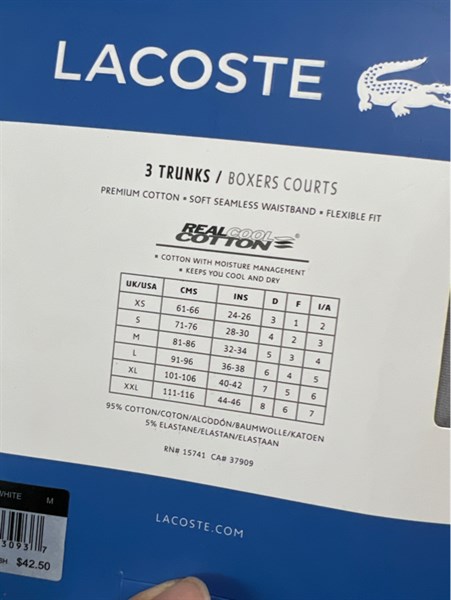 LACOSTE
3 TRUNKS / BOXERS COURTS
PREMIUM COTTON • SOFT SEAMLESS WAISTBAND • FLEXIBLE FIT
REAL COOL
COTTON ®
• COTTON WITH MOISTURE MANAGEMENT
• KEEPS YOU COOL AND DRY
UK/USA CMS INS D F I/A
XS 61-66 24-26 3 1 2
S 71-76 28-30 4 2 3
M 81-86 32-34 5 3 4
L 91-96 36-38 6 4 5
XL 101-106 40-42 7 5 6
XXL 111-116 44-46 8 6 7
95% COTTON/COTON/ALGODÓN/BAUMWOLLE/KATOEN
5% ELASTANE/ELASTAN/ELASTAAN
RN# 15741 CA# 37909
LACOSTE.COM
WHITE M
3093 7
$42.50